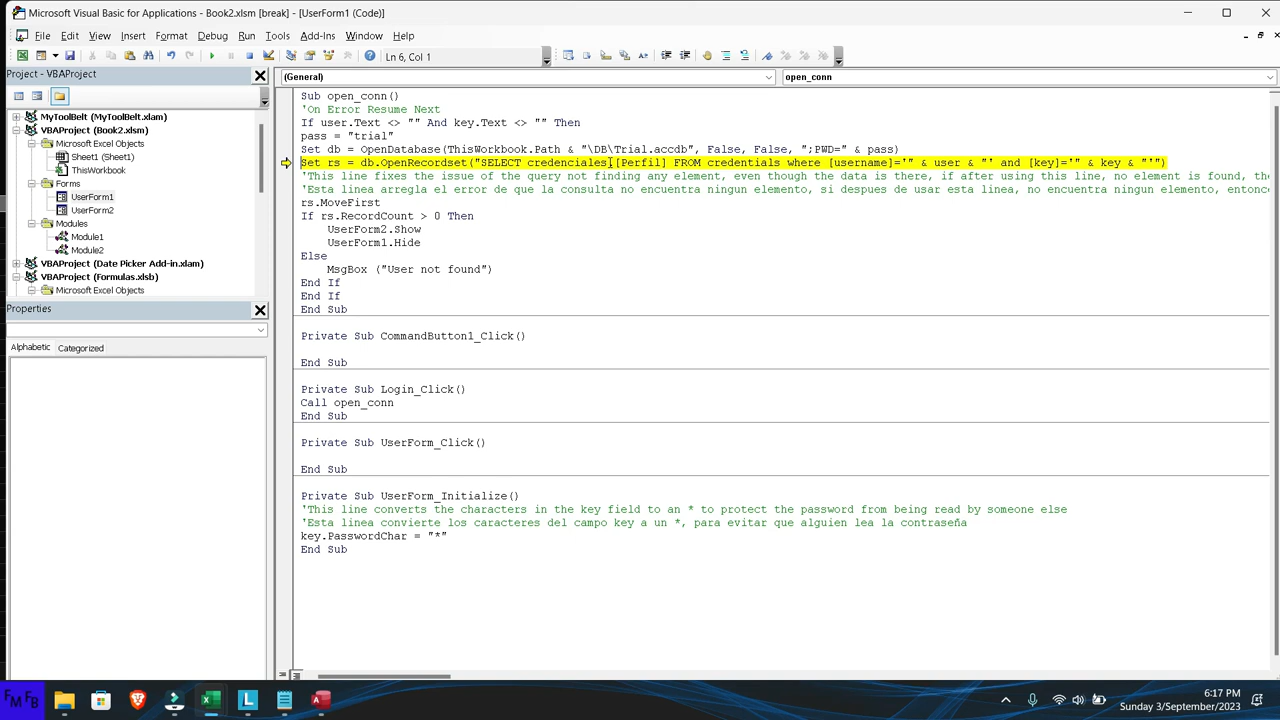 Microsoft Visual Basic for Applications - Book2.xlsm [break] - [UserForm1 (Code)]
File Edit View Insert Format Debug Run Tools Add-Ins Window Help
Ln 6, Col 1
Project - VBAProject
(General)
open_conn
MyToolBelt (MyToolBelt.xlam)
VBAProject (Book2.xlsm)
Microsoft Excel Objects
Sheet1 (Sheet1)
ThisWorkbook
Forms
UserForm1
UserForm2
Modules
Module1
Module2
VBAProject (Date Picker Add-in.xlam)
VBAProject (Formulas.xlsb)
Microsoft Excel Objects
Properties
Alphabetic Categorized
Sub open_conn()
'On Error Resume Next
If user.Text <> "" And key.Text <> "" Then
pass = "trial"
Set db = OpenDatabase(ThisWorkbook.Path & "\DB\Trial.accdb", False, False, ";PWD=" & pass)
Set rs = db.OpenRecordset("SELECT credenciales.[Perfil] FROM credentials where [username]='" & user & "' and [key]='" & key & "'")
'This line fixes the issue of the query not finding any element, even though the data is there, if after using this line, no element is found, the
'Esta linea arregla el error de que la consulta no encuentra ningun elemento, si despues de usar esta linea, no encuentra ningun elemento, entonc
rs.MoveFirst
If rs.RecordCount > 0 Then
UserForm2.Show
UserForm1.Hide
Else
MsgBox ("User not found")
End If
End If
End Sub
Private Sub CommandButton1_Click()
End Sub
Private Sub Login_Click()
Call open_conn
End Sub
Private Sub UserForm_Click()
End Sub
Private Sub UserForm_Initialize()
'This line converts the characters in the key field to an * to protect the password from being read by someone else
'Esta linea convierte los caracteres del campo key a un *, para evitar que alguien lea la contraseña
key.PasswordChar = "*"
End Sub
FM FB
6:17 PM
Sunday 3/September/2023